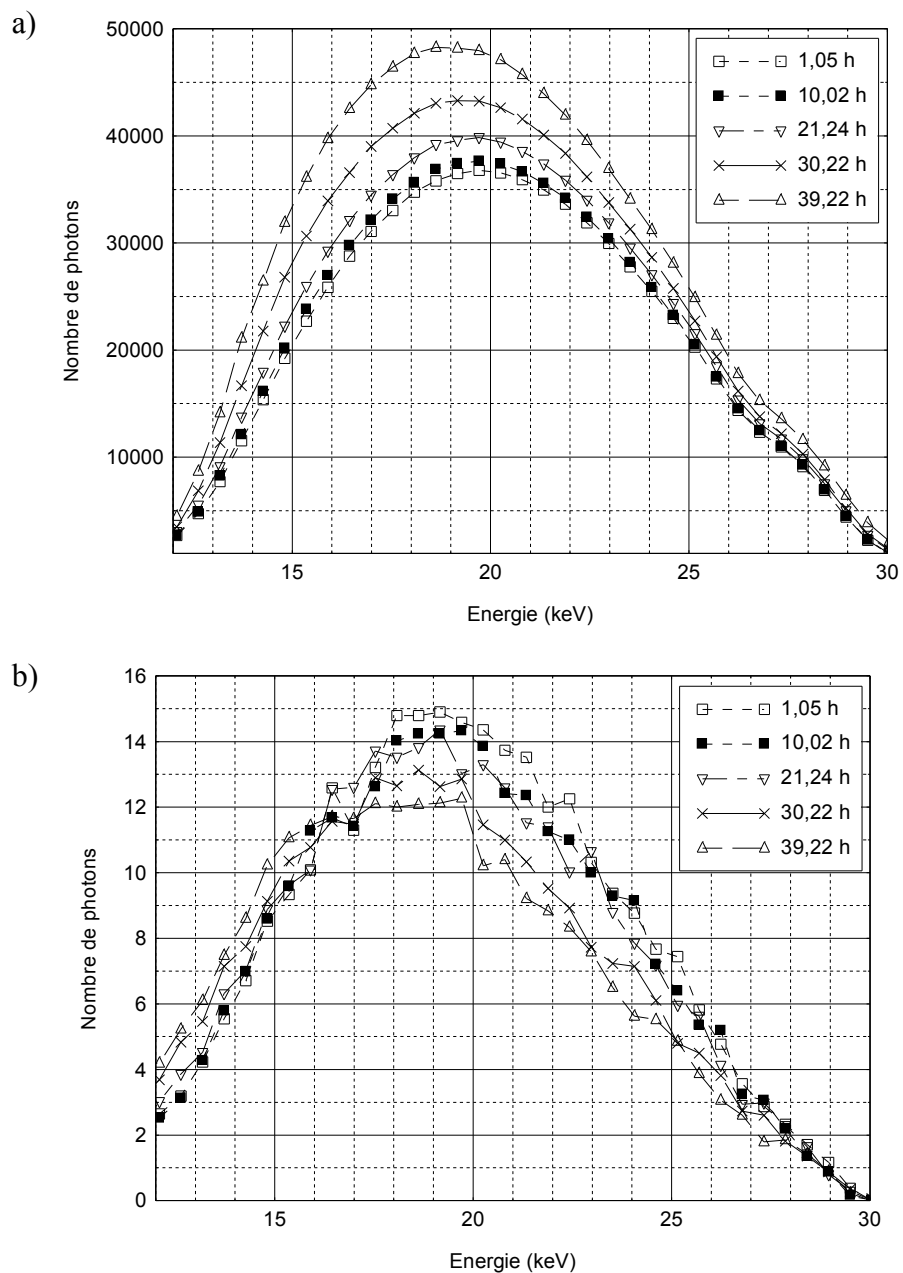 a)
50000
40000
30000
20000
10000
Nombre de photons
1,05 h
10,02 h
21,24 h
30,22 h
39,22 h
15
20
25
30
Energie (keV)
b)
16
14
12
10
8
6
4
2
0
Nombre de photons
1,05 h
10,02 h
21,24 h
30,22 h
39,22 h
15
20
25
30
Energie (keV)